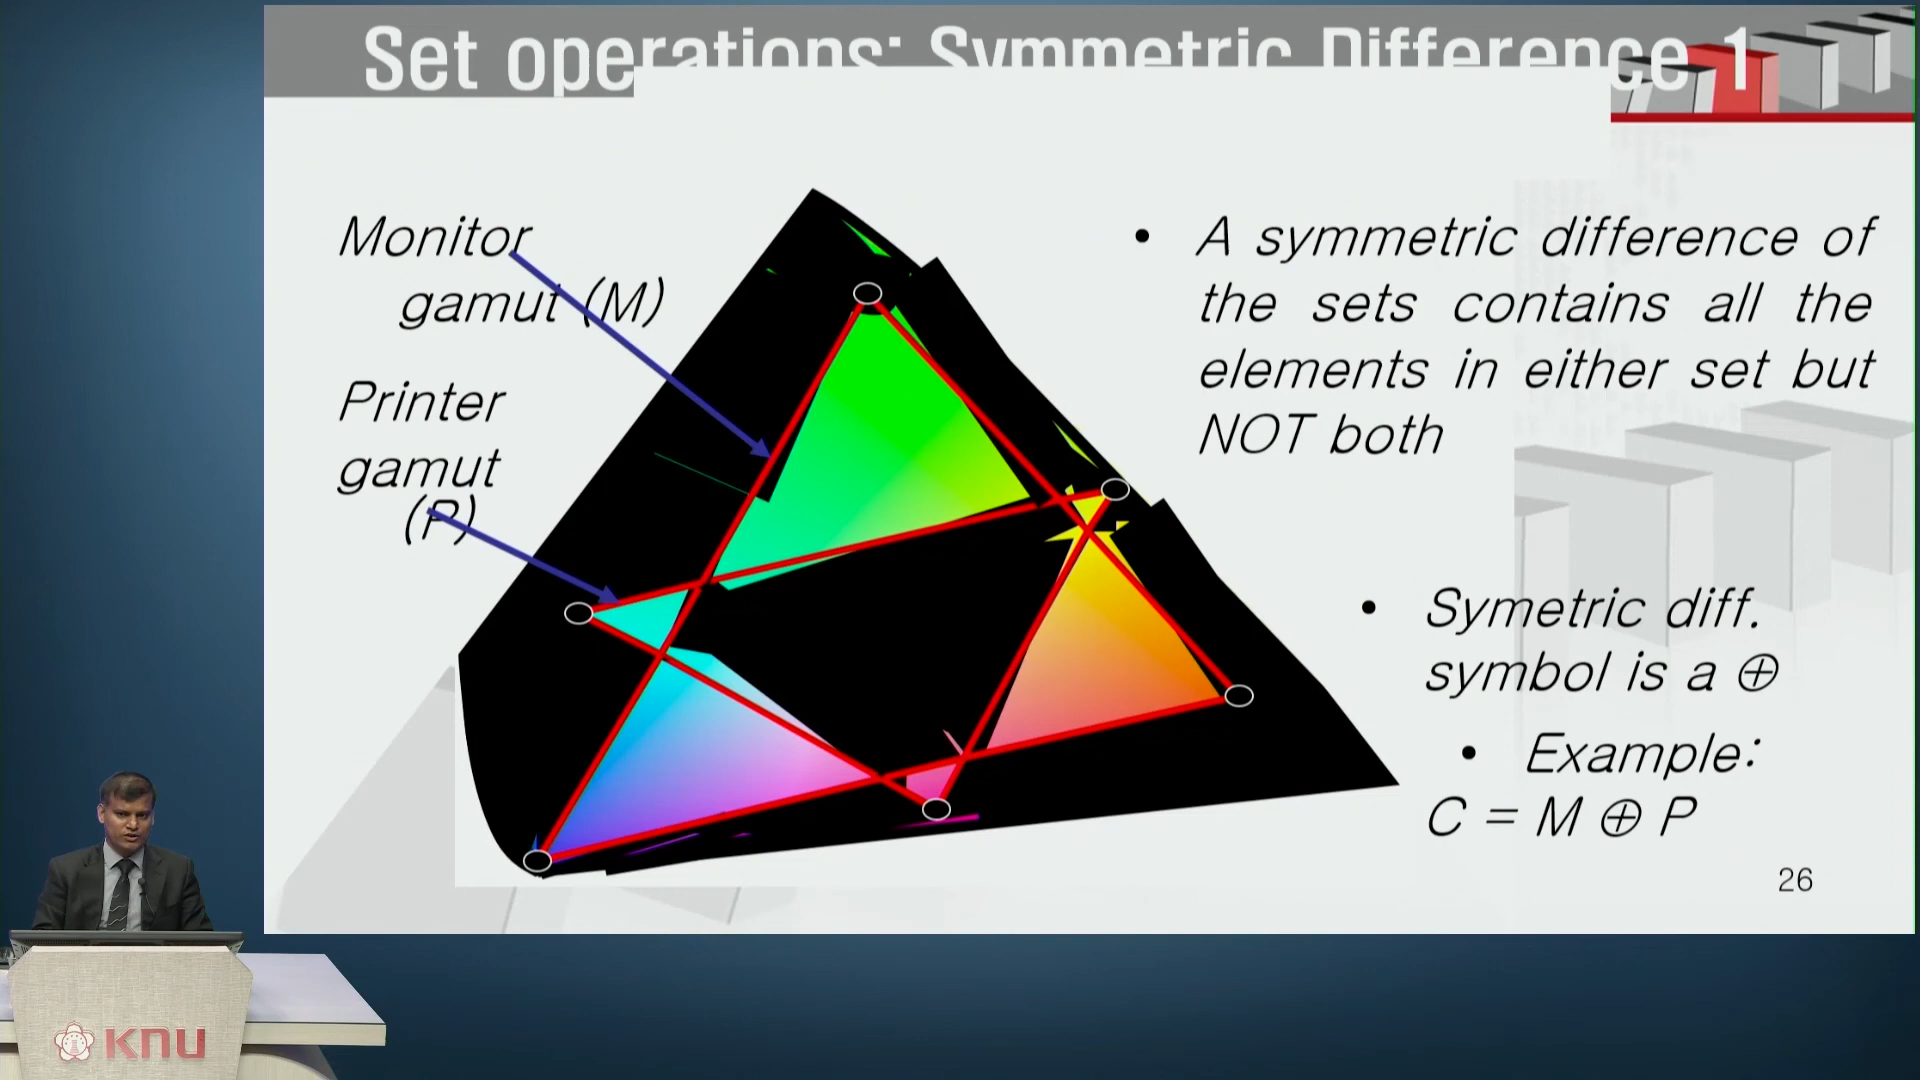 Set operations: Symmetric Difference 1
Monitor
gamut (M)
Printer
gamut
(P)
• A symmetric difference of
the sets contains all the
elements in either set but
NOT both
• Symetric diff.
symbol is a ⊕
• Example:
C = M ⊕ P
26
KNU